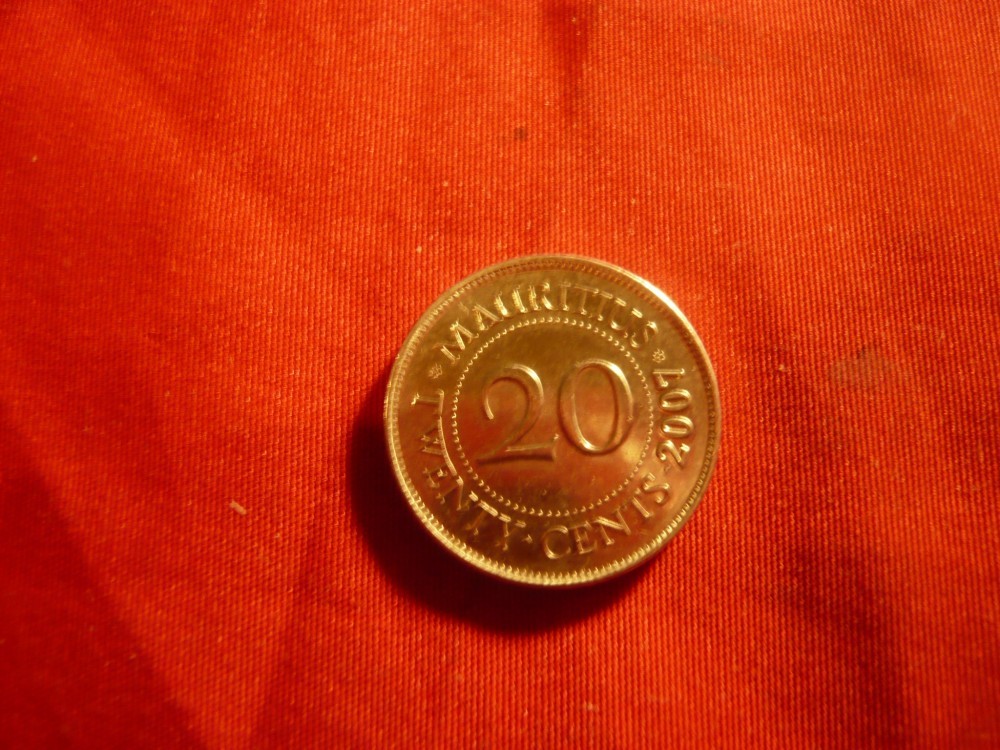 MAURITIUS
20
TWENTY · CENTS · 2007